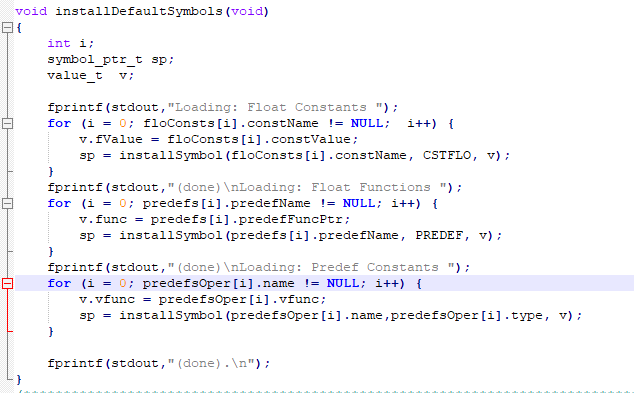 void installDefaultSymbols(void)
{
    int i;
    symbol_ptr_t sp;
    value_t  v;

    fprintf(stdout,"Loading: Float Constants ");
    for (i = 0; floConsts[i].constName != NULL;  i++) {
        v.fValue = floConsts[i].constValue;
        sp = installSymbol(floConsts[i].constName, CSTFLO, v);
    }
    fprintf(stdout,"(done)\nLoading: Float Functions ");
    for (i = 0; predefs[i].predefName != NULL; i++) {
        v.func = predefs[i].predefFuncPtr;
        sp = installSymbol(predefs[i].predefName, PREDEF, v);
    }
    fprintf(stdout,"(done)\nLoading: Predef Constants ");
    for (i = 0; predefsOper[i].name != NULL; i++) {
        v.vfunc = predefsOper[i].vfunc;
        sp = installSymbol(predefsOper[i].name,predefsOper[i].type, v);
    }

    fprintf(stdout,"(done).\n");
}